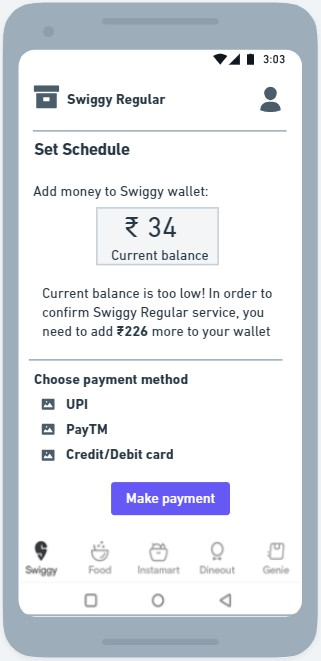 3:03
Swiggy Regular
Set Schedule
Add money to Swiggy wallet:
₹ 34
Current balance
Current balance is too low! In order to
confirm Swiggy Regular service, you
need to add ₹226 more to your wallet
Choose payment method
UPI
PayTM
Credit/Debit card
Make payment
Swiggy Food Instamart Dineout Genie